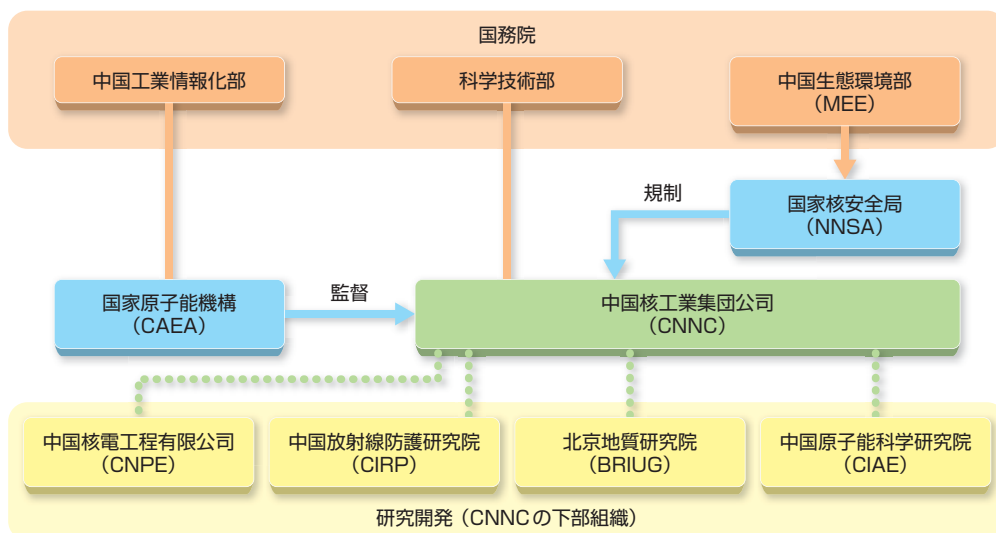 国務院
中国工業情報化部
科学技術部
中国生態環境部
(MEE)
規制
国家核安全局
(NNSA)
国家原子能機構
(CAEA)
監督
中国核工業集団公司
(CNNC)
中国核電工程有限公司
(CNPE)
中国放射線防護研究院
(CIRP)
北京地質研究院
(BRIUG)
中国原子能科学研究院
(CIAE)
研究開発(CNNCの下部組織)